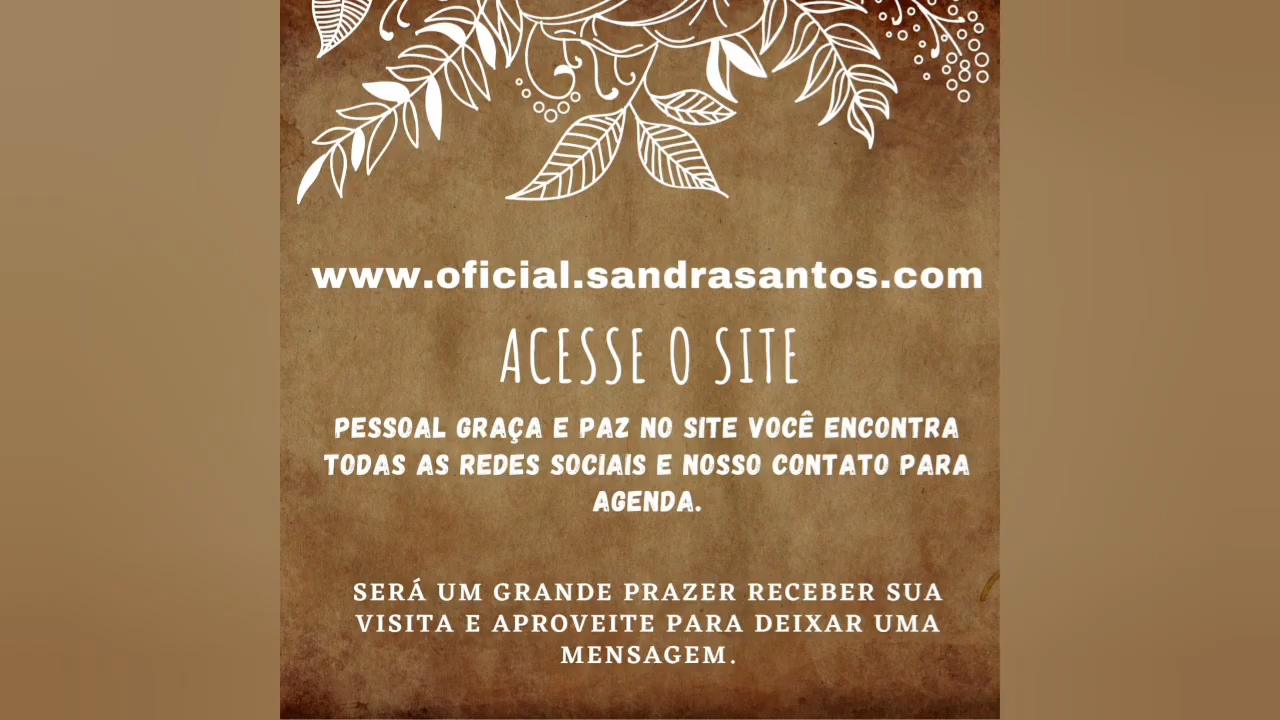 www.oficial.sandrasantos.com
ACESSE O SITE
PESSOAL GRAÇA E PAZ NO SITE VOCÊ ENCONTRA
TODAS AS REDES SOCIAIS E NOSSO CONTATO PARA
AGENDA.
SERÁ UM GRANDE PRAZER RECEBER SUA
VISITA E APROVEITE PARA DEIXAR UMA
MENSAGEM.